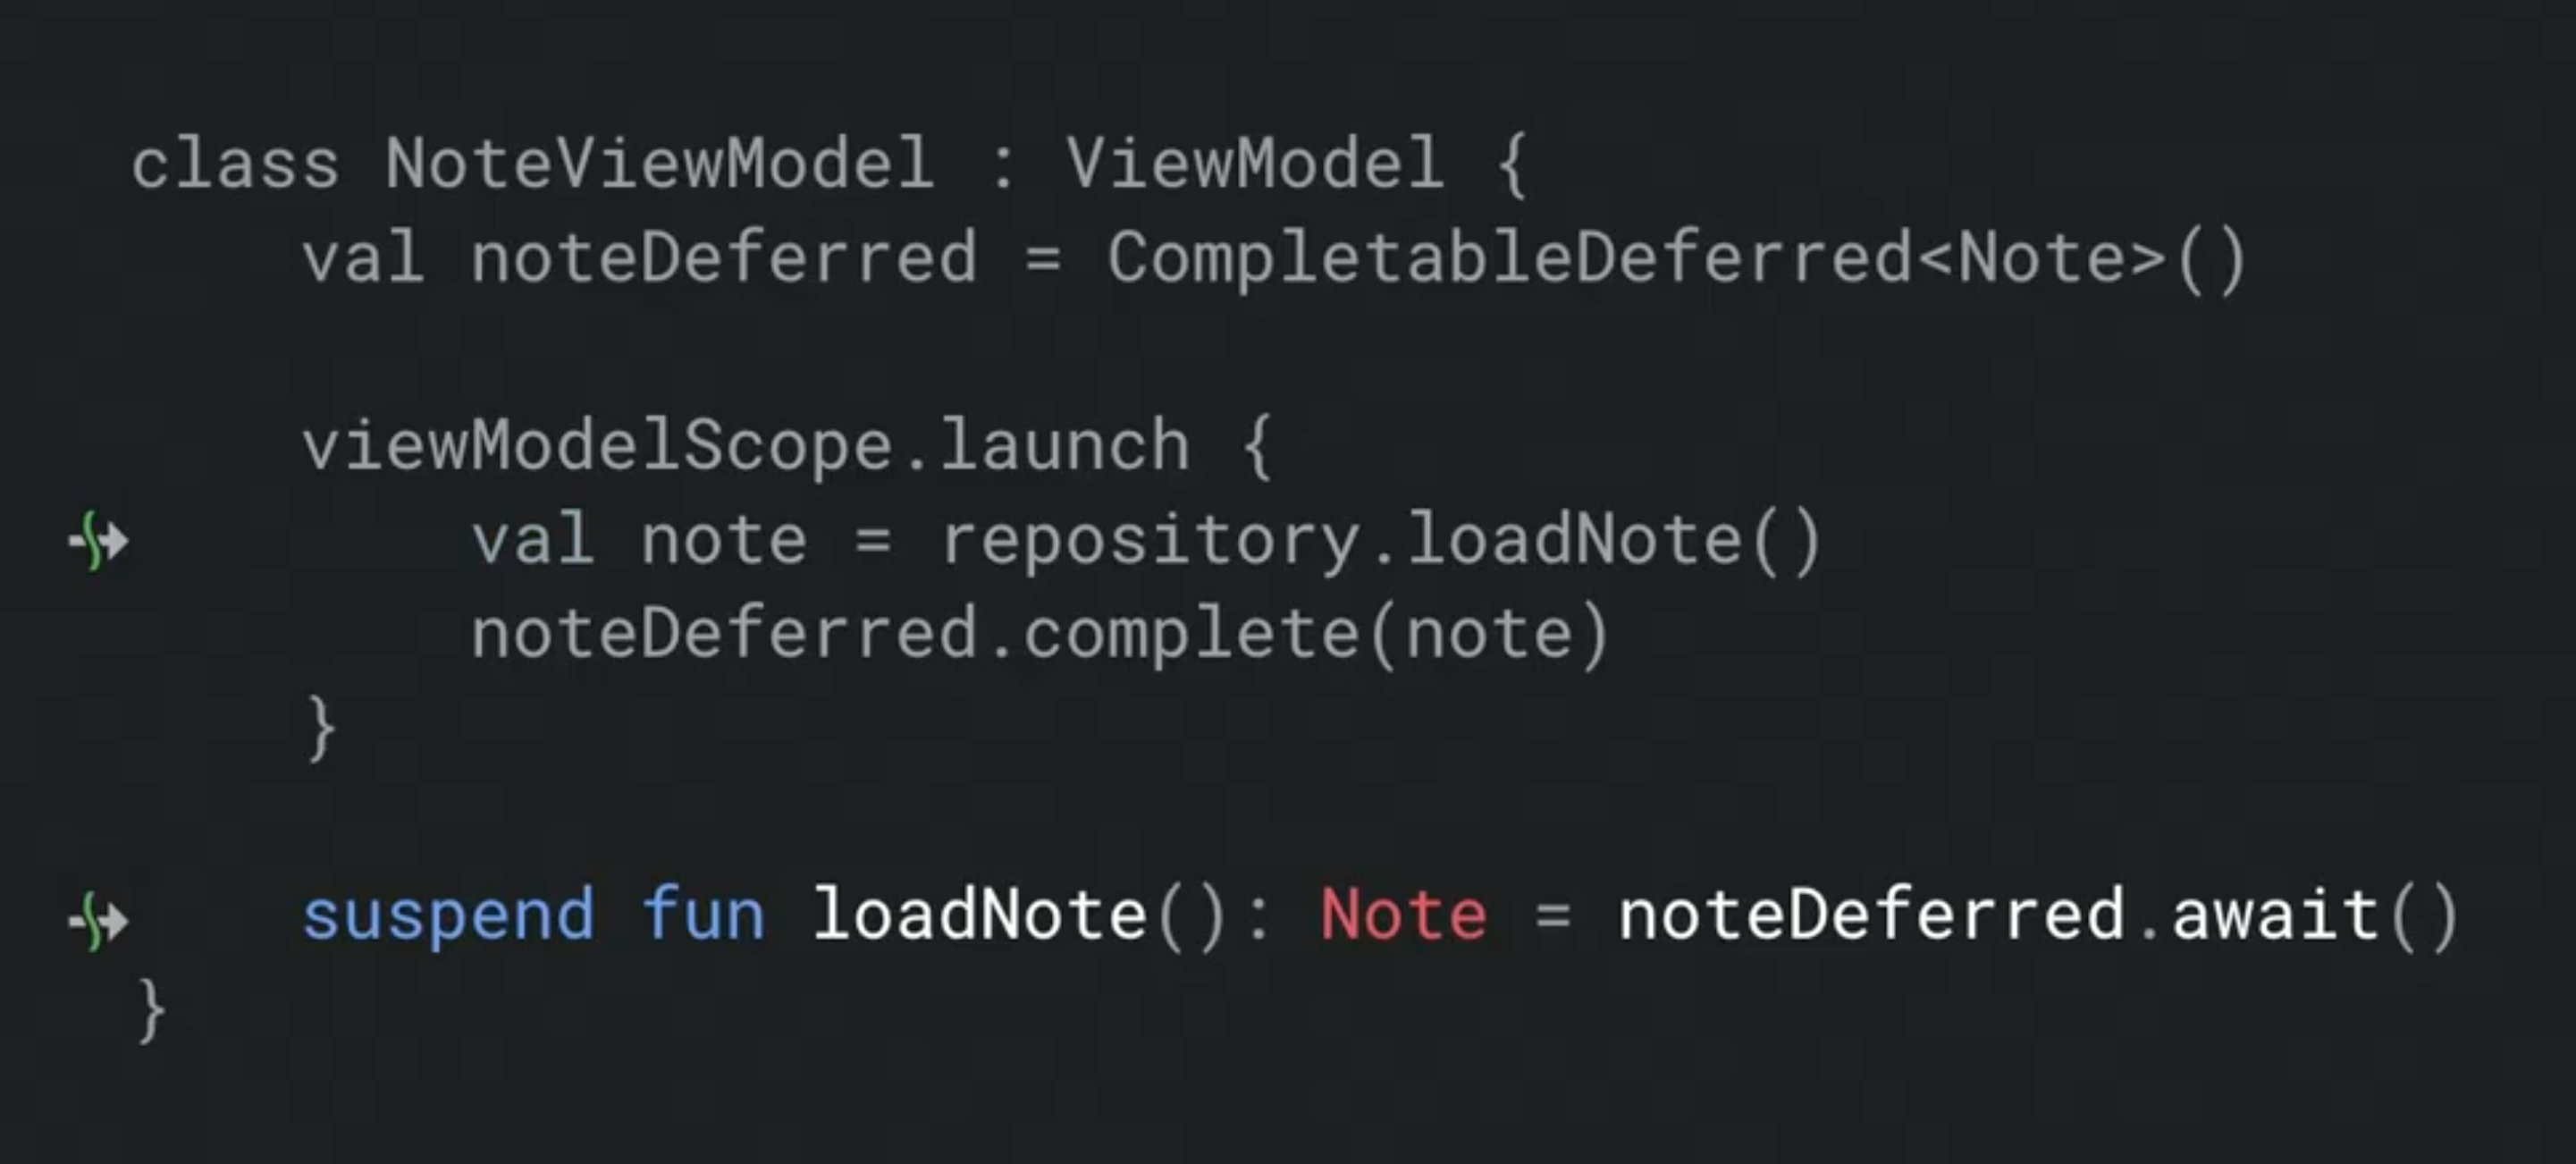 class NoteViewModel : ViewModel {
    val noteDeferred = CompletableDeferred<Note>()

    viewModelScope.launch {
        val note = repository.loadNote()
        noteDeferred.complete(note)
    }

    suspend fun loadNote(): Note = noteDeferred.await()
}